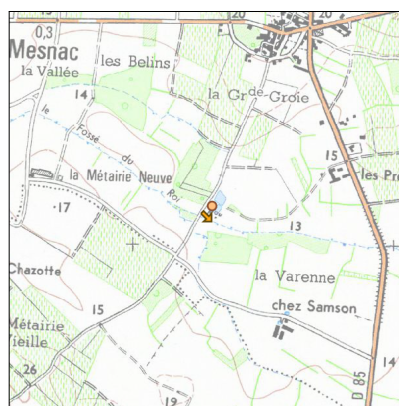 20
20
0,3
Mesnac
la Vallée
les Belins
14
la Gr^de-Groie
le Fossé du Roi
15
la Métairie Neuve
les Pr
17
13
Chazotte
la Varenne
chez Samson
15
Métairie
Vieille
14
26
19
D 85